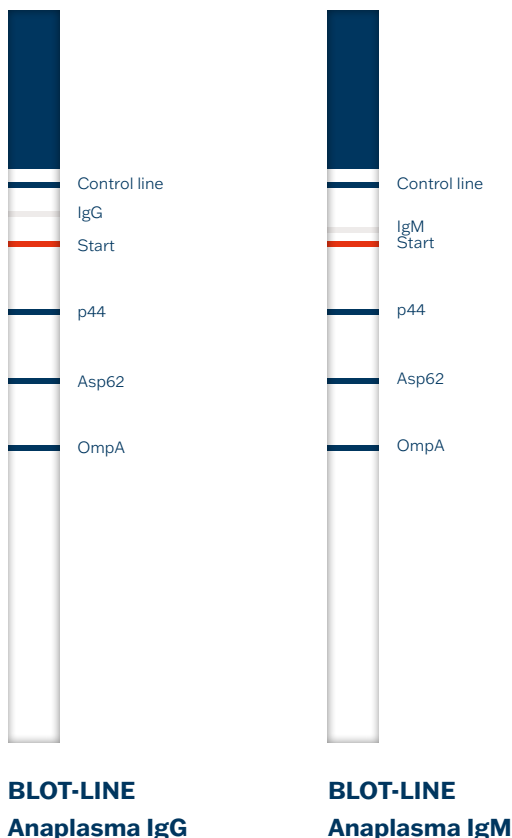 Control line
IgG
Start
p44
Asp62
OmpA
BLOT-LINE
Anaplasma IgG
Control line
IgM
Start
p44
Asp62
OmpA
BLOT-LINE
Anaplasma IgM